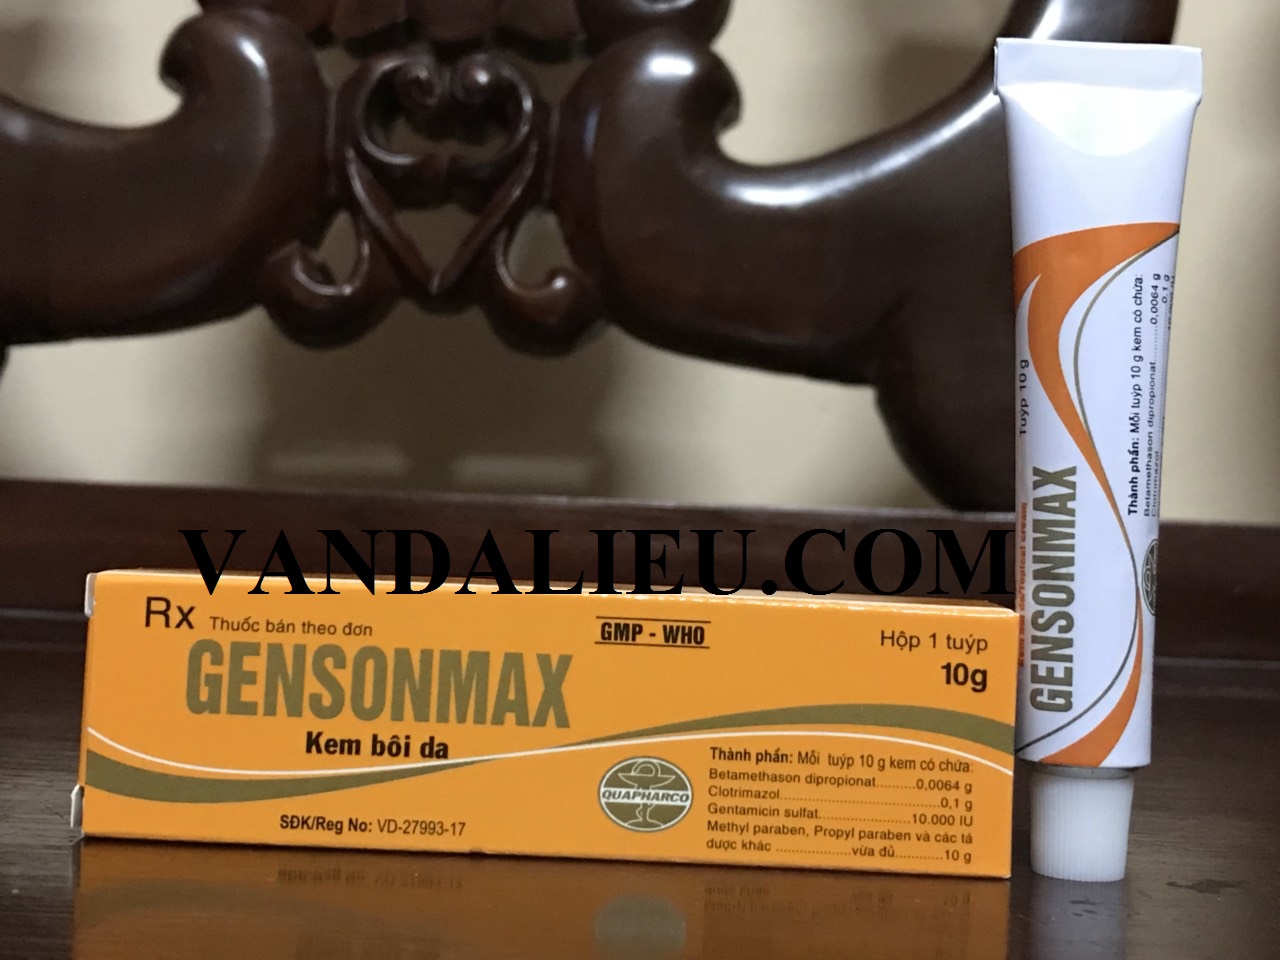 VANDALIEU.COM
Rx Thuốc bán theo đơn
GENSONMAX
Kem bôi da
SĐK/Reg No: VD-27993-17
GMP - WHO
Hộp 1 tuýp
10g
QUAPHARCO
Thành phần: Mỗi tuýp 10 g kem có chứa:
Betamethason dipropionat..........0,0064 g
Clotrimazol........................................0,1 g
Gentamicin sulfat.......................10.000 IU
Methyl paraben, Propyl paraben và các tá
dược khác ..................vừa đủ............10 g
Tuýp 10 g
GENSONMAX
Thành phần: Mỗi tuýp 10 g kem có chứa:
Betamethason dipropionat..........0,0064 g
Clotrimazol 0,1 g